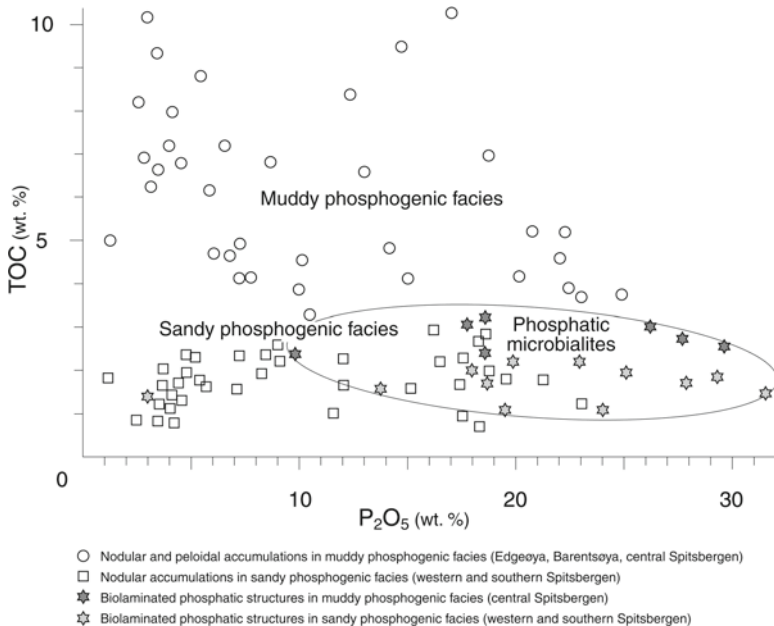 10
Muddy phosphogenic facies
TOC (wt. %)
5
Sandy phosphogenic facies
Phosphatic
microbialites
0
10
20
30
P₂O₅ (wt. %)
Nodular and peloidal accumulations in muddy phosphogenic facies (Edgeøya, Barentsøya, central Spitsbergen)
Nodular accumulations in sandy phosphogenic facies (western and southern Spitsbergen)
Biolaminated phosphatic structures in muddy phosphogenic facies (central Spitsbergen)
Biolaminated phosphatic structures in sandy phosphogenic facies (western and southern Spitsbergen)